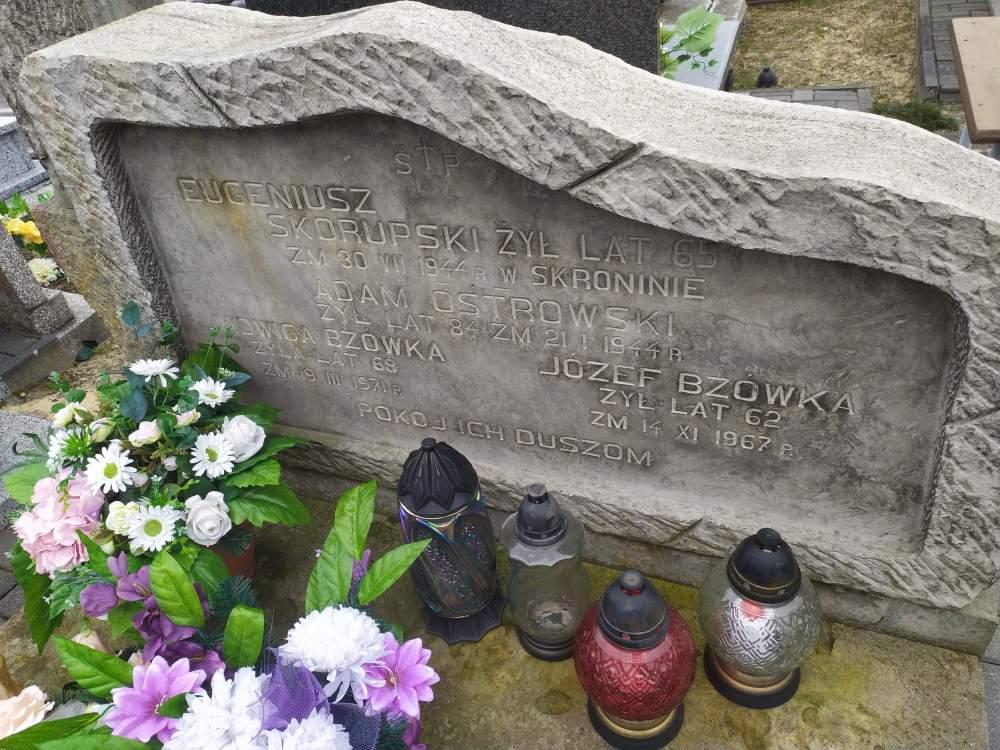 Ś † P
EUGENIUSZ
SKORUPSKI ŻYŁ LAT 65
ZM 30 VII 1944 R. W SKRONINIE
ADAM OSTROWSKI
ŻYŁ LAT 84 ZM 21 I 1944 R.
JADWIGA BZÓWKA
ŻYŁA LAT 68
ZM 19 III 1971 R.
JÓZEF BZÓWKA
ŻYŁ LAT 62
ZM 14 XI 1967 R.
POKÓJ ICH DUSZOM